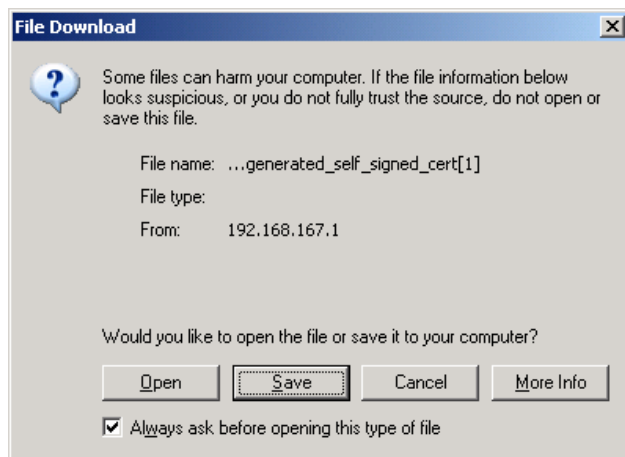 File Download
Some files can harm your computer. If the file information below
looks suspicious, or you do not fully trust the source, do not open or
save this file.
File name: ...generated_self_signed_cert[1]
File type:
From: 192.168.167.1
Would you like to open the file or save it to your computer?
Open Save Cancel More Info
Always ask before opening this type of file